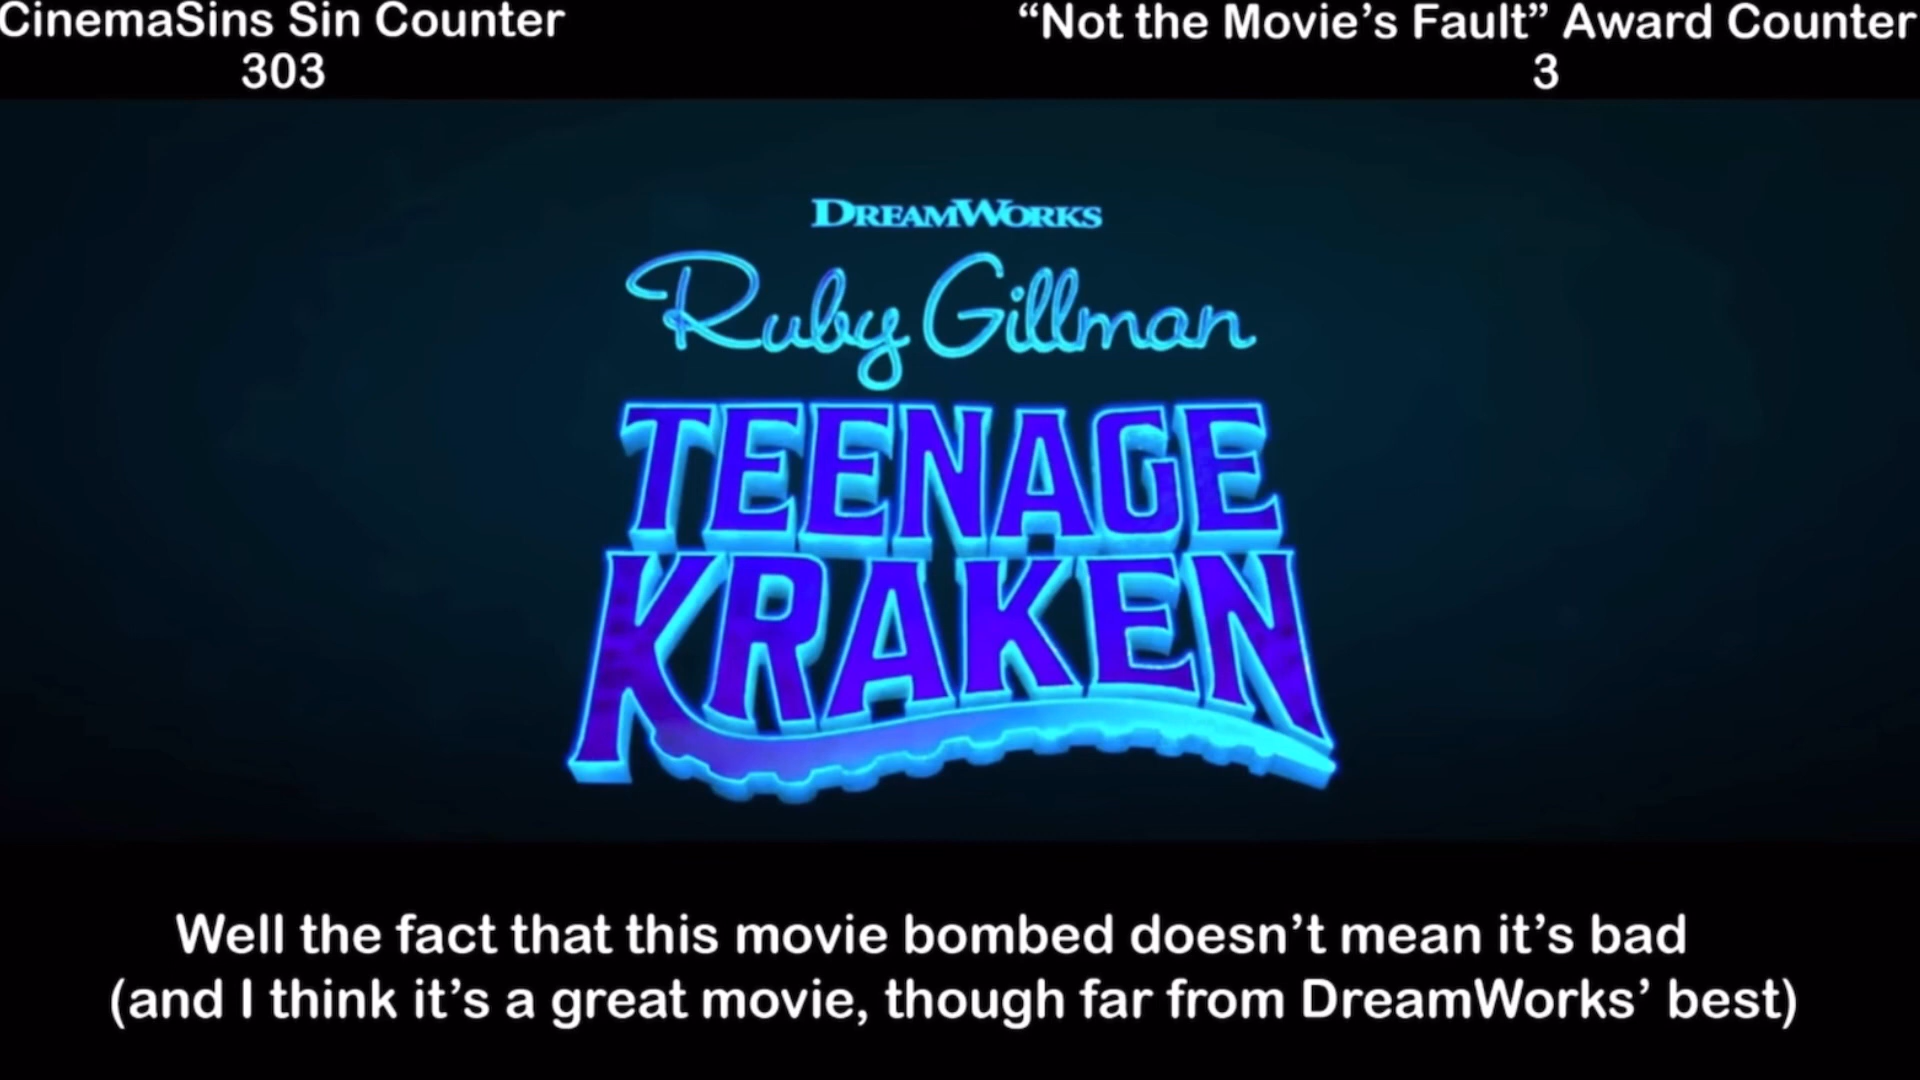 CinemaSins Sin Counter
303
“Not the Movie’s Fault” Award Counter
3
DREAMWORKS
Ruby Gillman
TEENAGE
KRAKEN
Well the fact that this movie bombed doesn’t mean it’s bad
(and I think it’s a great movie, though far from DreamWorks’ best)